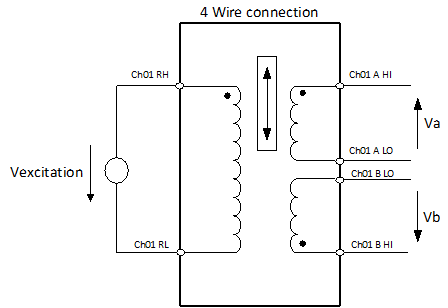 4 Wire connection
Ch01 RH
Ch01 A HI
Va
Ch01 A LO
Ch01 B LO
Vexcitation
Vb
Ch01 RL
Ch01 B HI